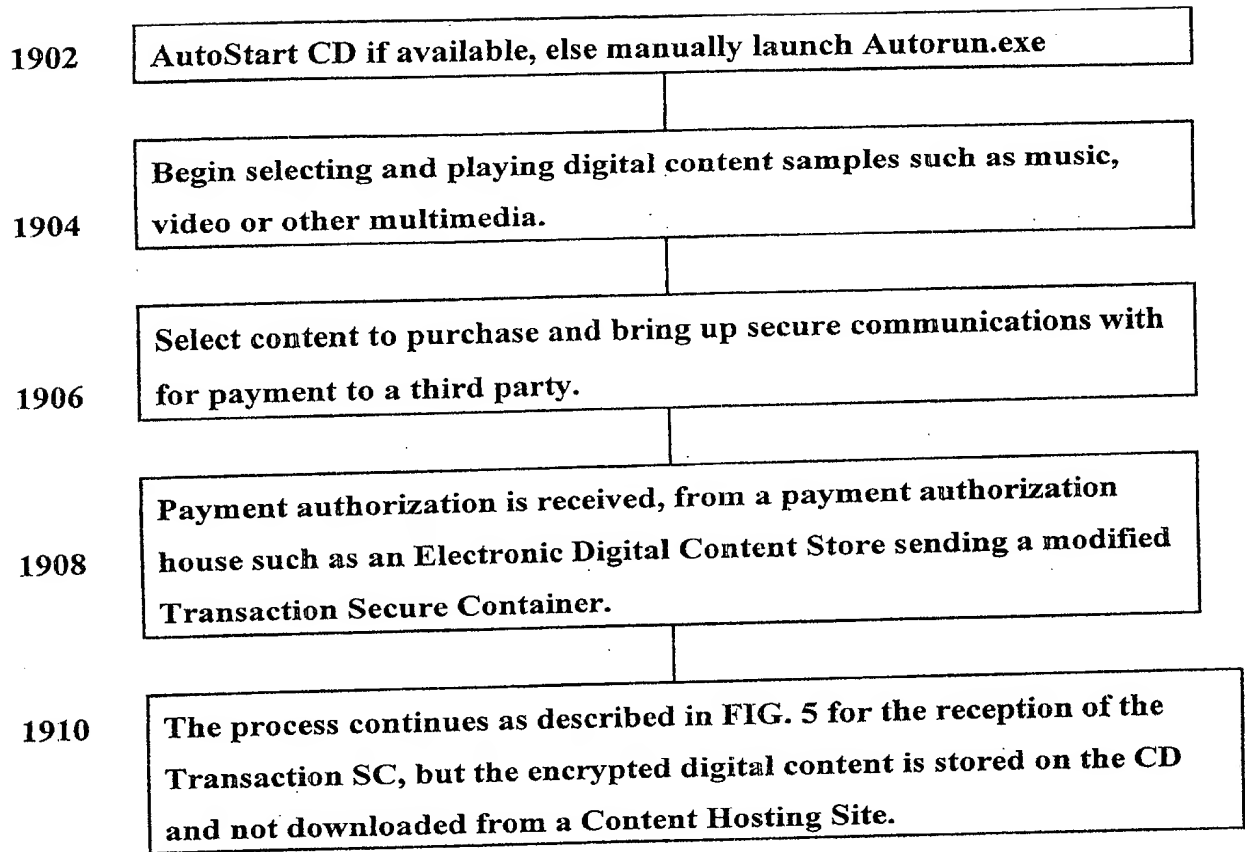 1902
AutoStart CD if available, else manually launch Autorun.exe
Begin selecting and playing digital content samples such as music,
1904
video or other multimedia.
Select content to purchase and bring up secure communications with
1906
for payment to a third party.
Payment authorization is received, from a payment authorization
1908
house such as an Electronic Digital Content Store sending a modified
Transaction Secure Container.
1910
The process continues as described in FIG. 5 for the reception of the
Transaction SC, but the encrypted digital content is stored on the CD
and not downloaded from a Content Hosting Site.